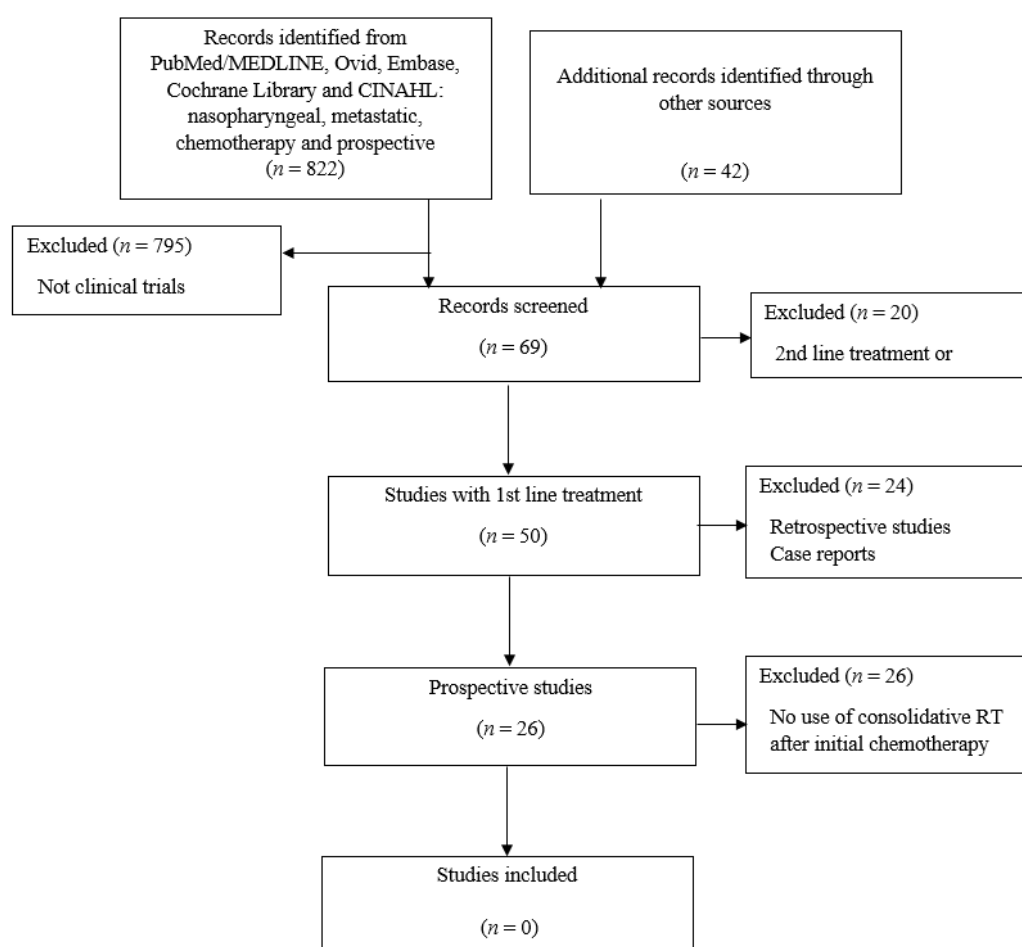 Records identified from
PubMed/MEDLINE, Ovid, Embase,
Cochrane Library and CINAHL:
nasopharyngeal, metastatic,
chemotherapy and prospective
(n = 822)
Additional records identified through
other sources
(n = 42)
Excluded (n = 795)
Not clinical trials
Records screened
(n = 69)
Excluded (n = 20)
2nd line treatment or
Studies with 1st line treatment
(n = 50)
Excluded (n = 24)
Retrospective studies
Case reports
Prospective studies
(n = 26)
Excluded (n = 26)
No use of consolidative RT
after initial chemotherapy
Studies included
(n = 0)